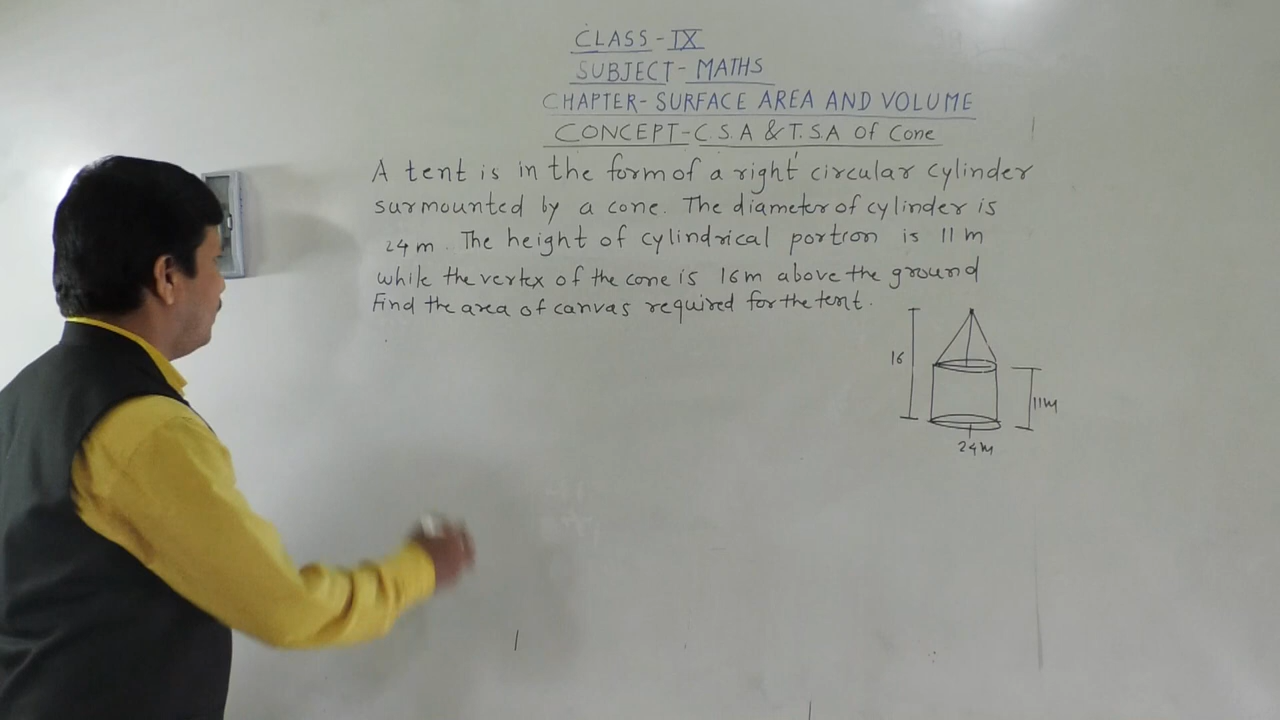 CLASS - IX
SUBJECT - MATHS
CHAPTER - SURFACE AREA AND VOLUME
CONCEPT - C.S.A & T.S.A of Cone
A tent is in the form of a right circular cylinder
surmounted by a cone. The diameter of cylinder is
24 m. The height of cylindrical portion is 11 m
while the vertex of the cone is 16 m above the ground
Find the area of canvas required for the tent.
16
11m
24m